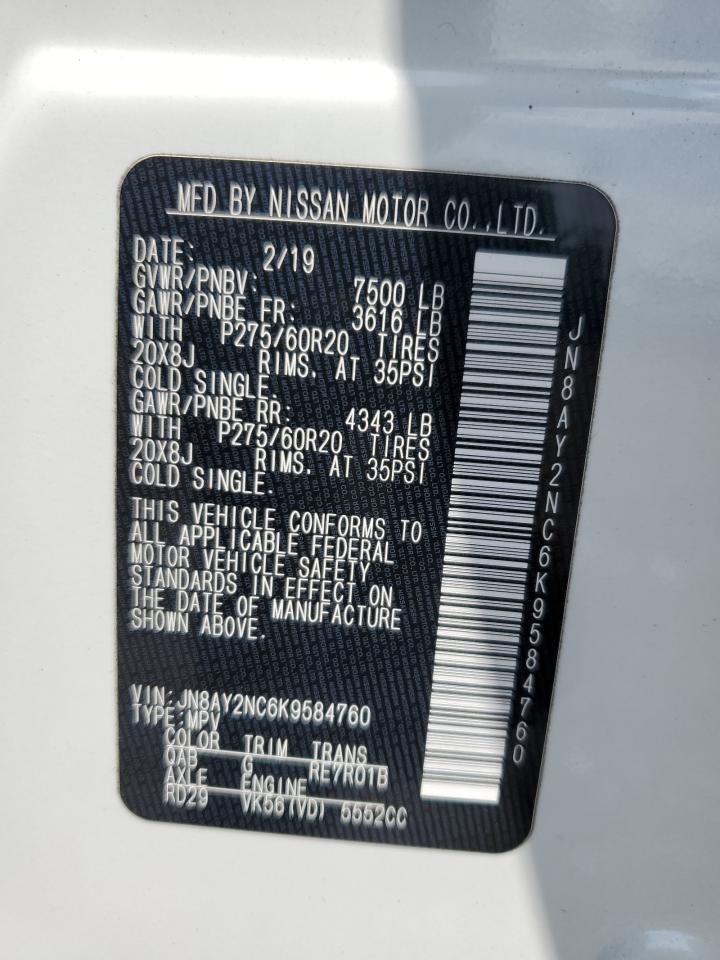 MFD BY NISSAN MOTOR CO.,LTD.
DATE: 2/19
GVWR/PNBV: 7500 LB
GAWR/PNBE FR: 3616 LB
WITH P275/60R20 TIRES
20X8J RIMS. AT 35PSI
COLD SINGLE.
GAWR/PNBE RR: 4343 LB
WITH P275/60R20 TIRES
20X8J RIMS. AT 35PSI
COLD SINGLE.
THIS VEHICLE CONFORMS TO
ALL APPLICABLE FEDERAL
MOTOR VEHICLE SAFETY
STANDARDS IN EFFECT ON
THE DATE OF MANUFACTURE
SHOWN ABOVE.
VIN:JN8AY2NC6K9584760
TYPE:MPV
COLOR TRIM TRANS
QAB G RE7R01B
AXLE ENGINE
RD29 VK56(VD) 5552CC
JN8AY2NC6K9584760